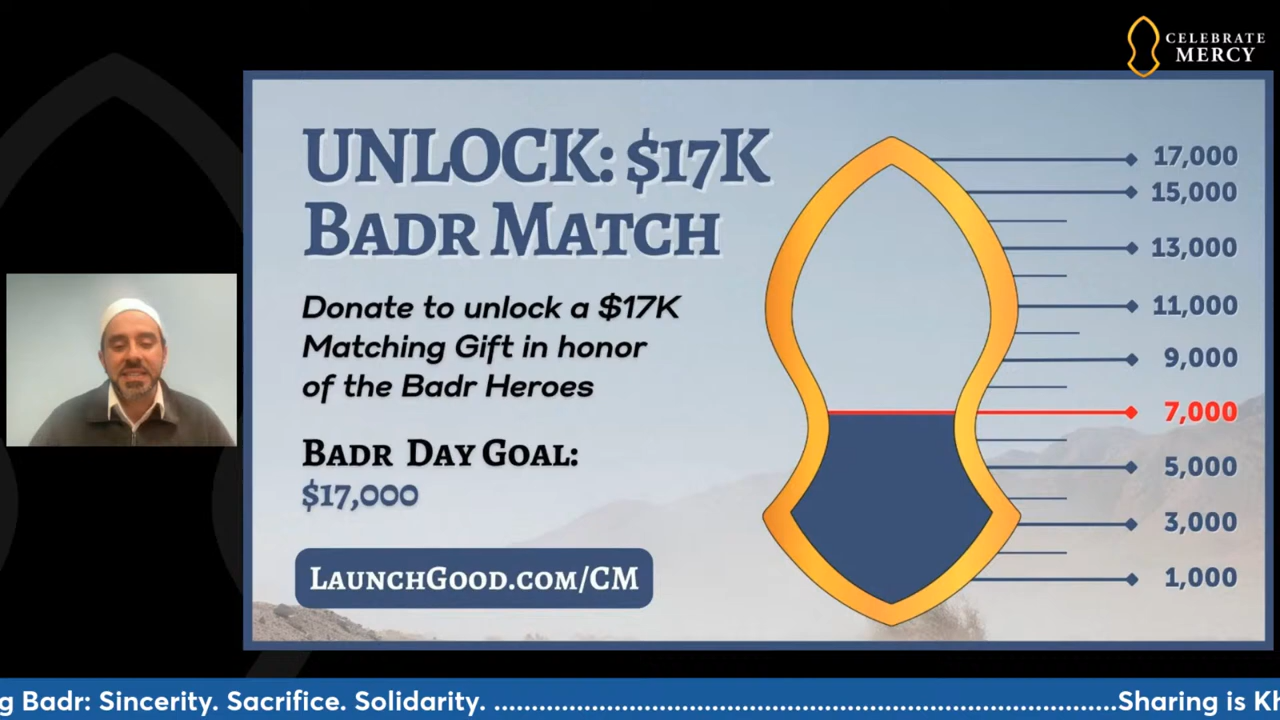 CELEBRATE
MERCY
UNLOCK: $17K
BADR MATCH
Donate to unlock a $17K
Matching Gift in honor
of the Badr Heroes
BADR DAY GOAL:
$17,000
LAUNCHGOOD.COM/CM
17,000
15,000
13,000
11,000
9,000
7,000
5,000
3,000
1,000
Badr: Sincerity. Sacrifice. Solidarity. ........................................................................................Sharing is